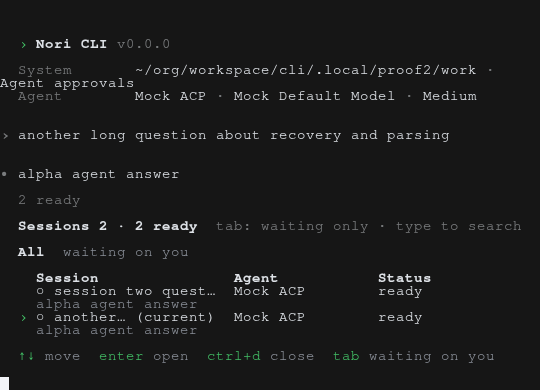 › Nori CLI v0.0.0
System ~/org/workspace/cli/.local/proof2/work ·
Agent approvals
Agent Mock ACP · Mock Default Model · Medium
› another long question about recovery and parsing
• alpha agent answer
2 ready
Sessions 2 · 2 ready tab: waiting only · type to search
All waiting on you
Session Agent Status
○ session two quest… Mock ACP ready
alpha agent answer
› ○ another… (current) Mock ACP ready
alpha agent answer
↑↓ move enter open ctrl+d close tab waiting on you